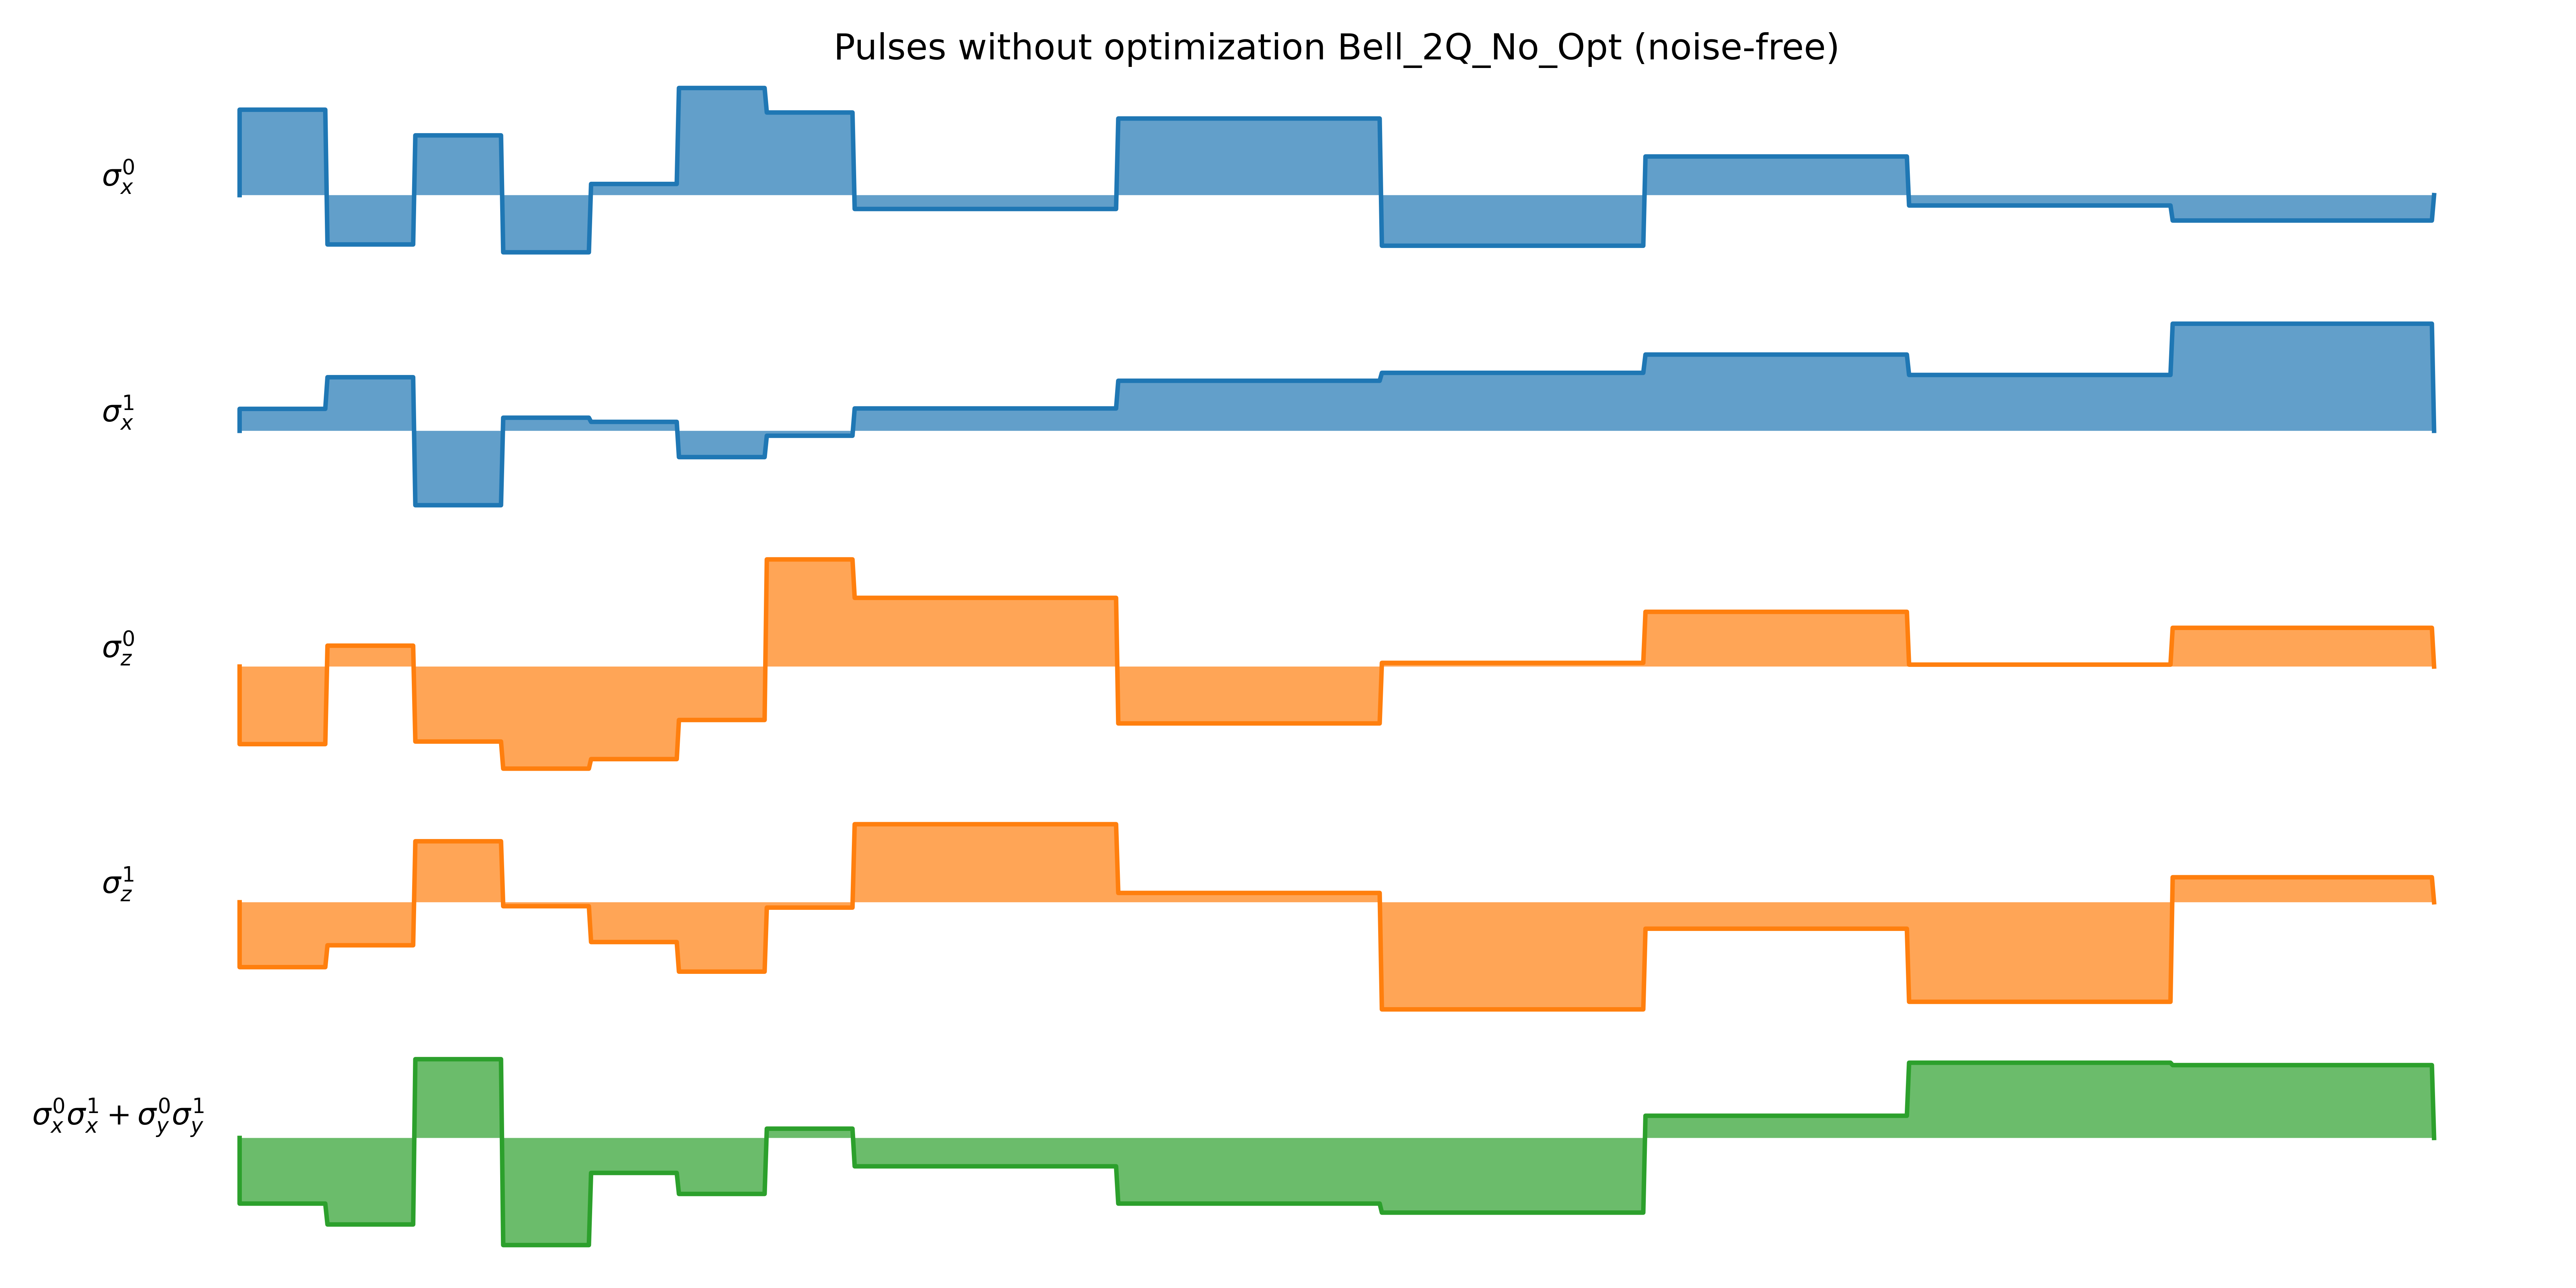 Pulses without optimization Bell_2Q_No_Opt (noise-free)
σ_x^0
σ_x^1
σ_z^0
σ_z^1
σ_x^0σ_x^1 + σ_y^0σ_y^1